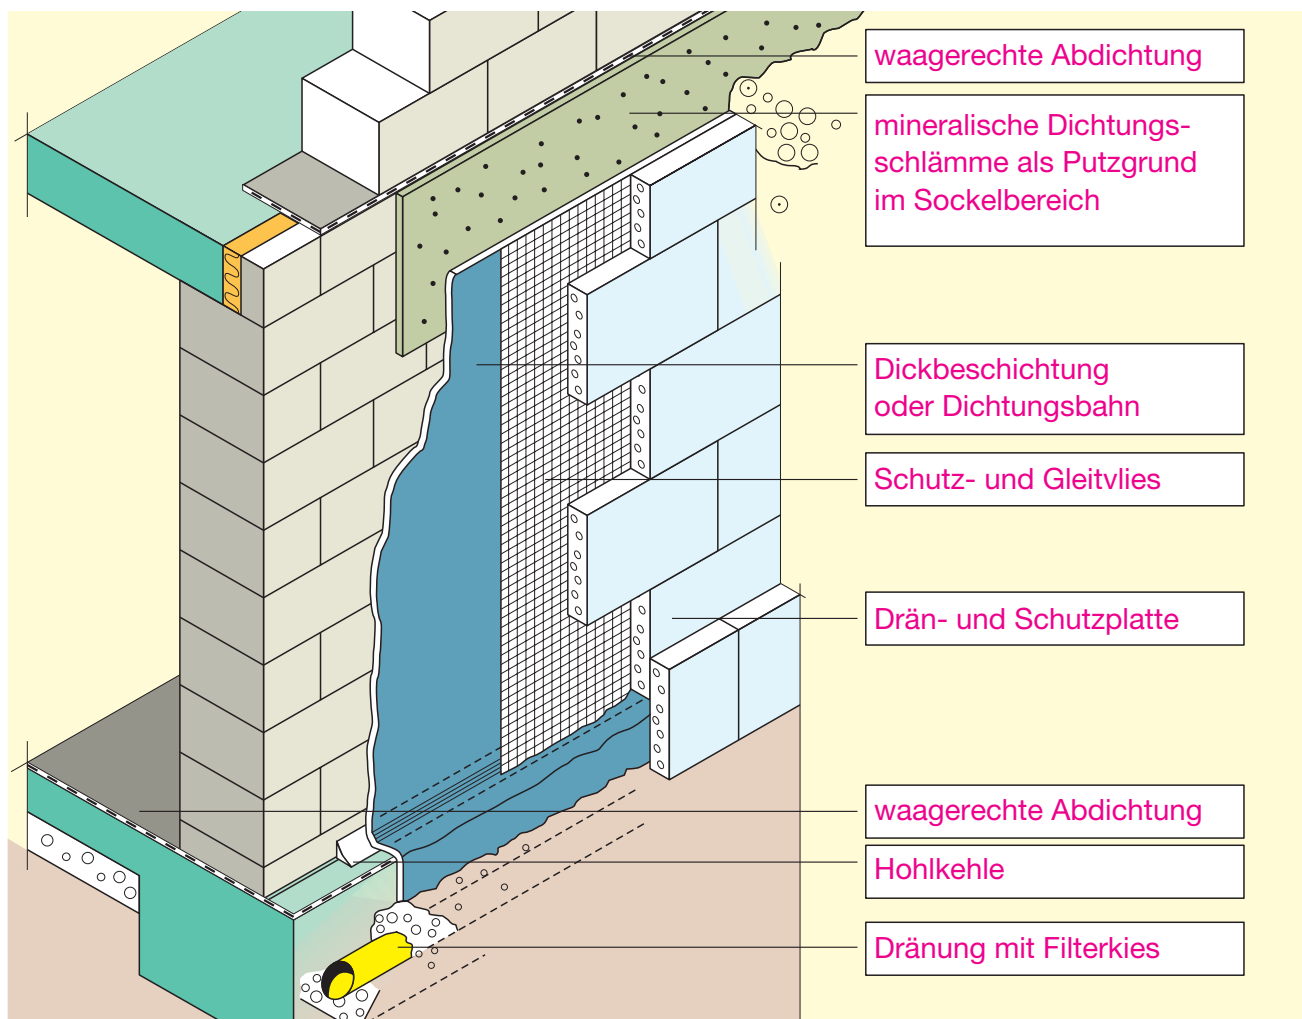 waagerechte Abdichtung
mineralische Dichtungs-
schlämme als Putzgrund
im Sockelbereich
Dickbeschichtung
oder Dichtungsbahn
Schutz- und Gleitvlies
Drän- und Schutzplatte
waagerechte Abdichtung
Hohlkehle
Dränung mit Filterkies